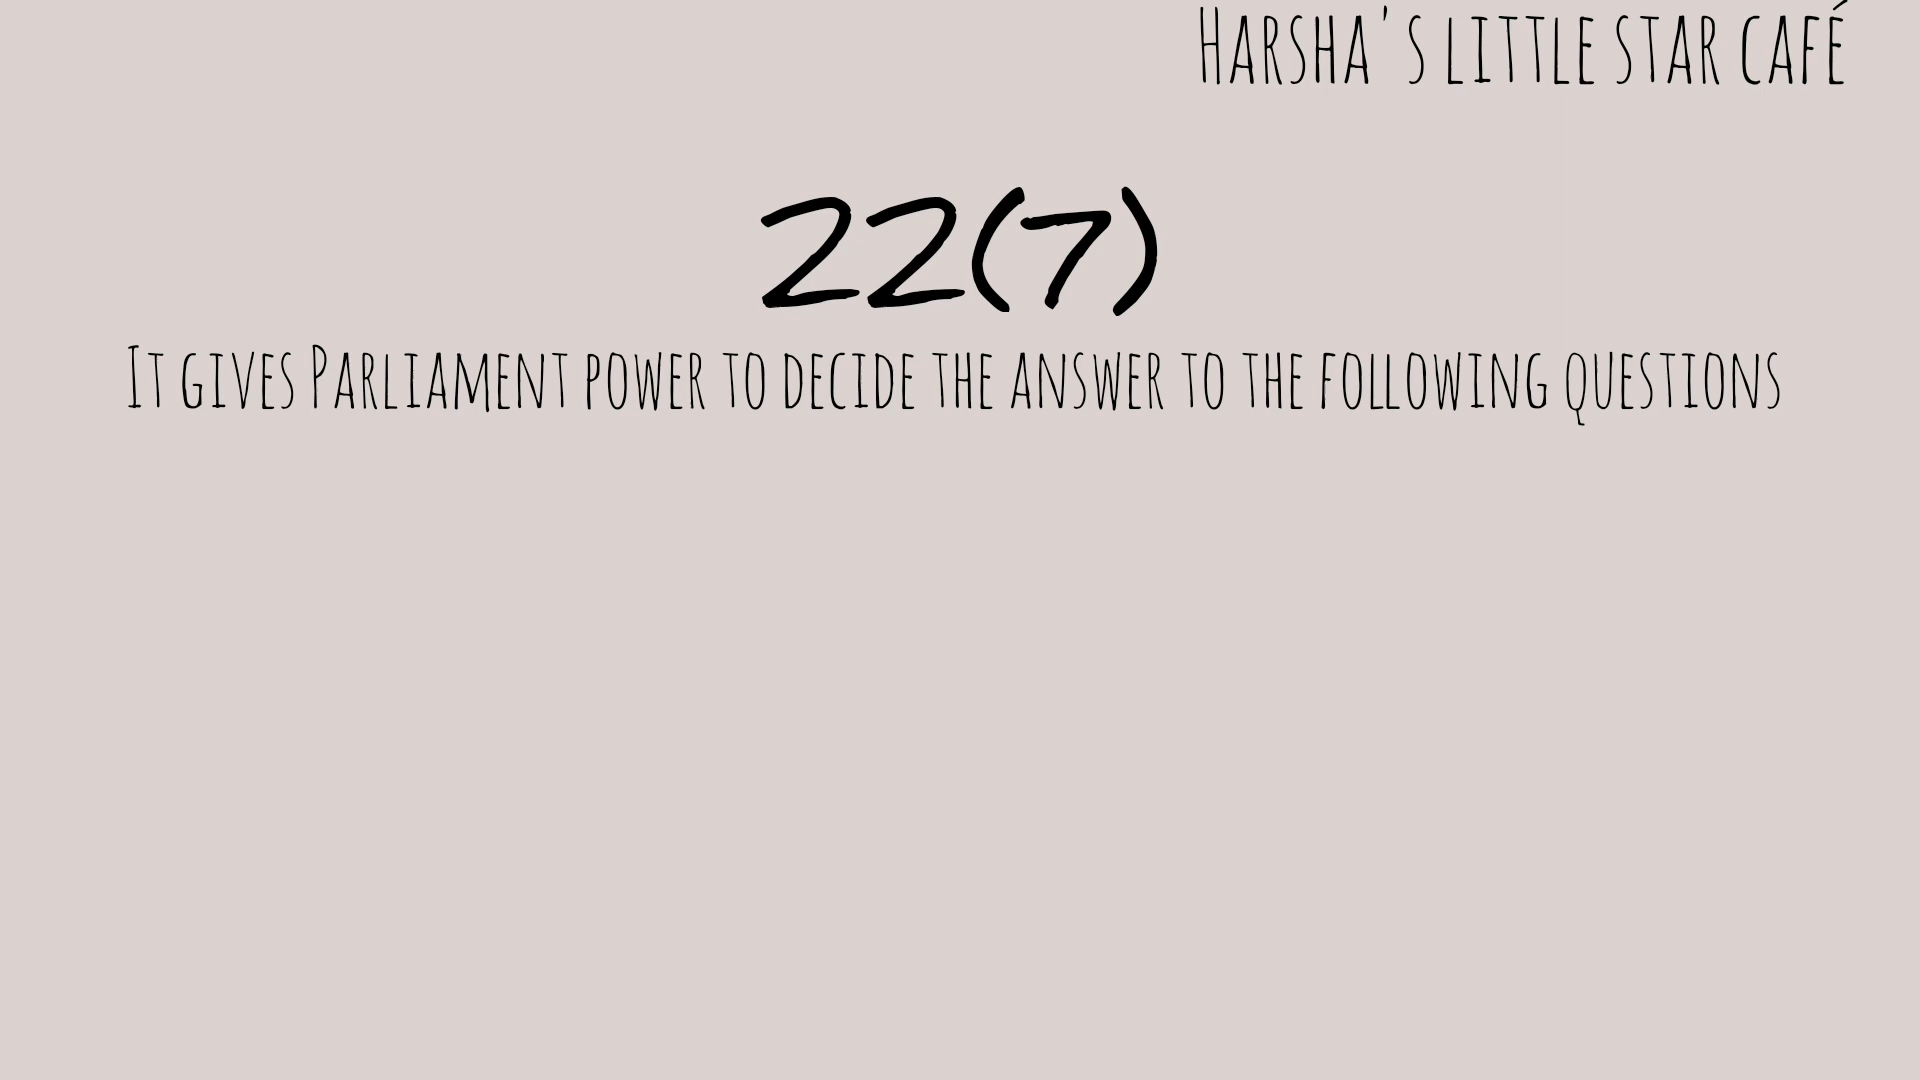 Harsha's little star café
22(7)
It gives Parliament power to decide the answer to the following questions